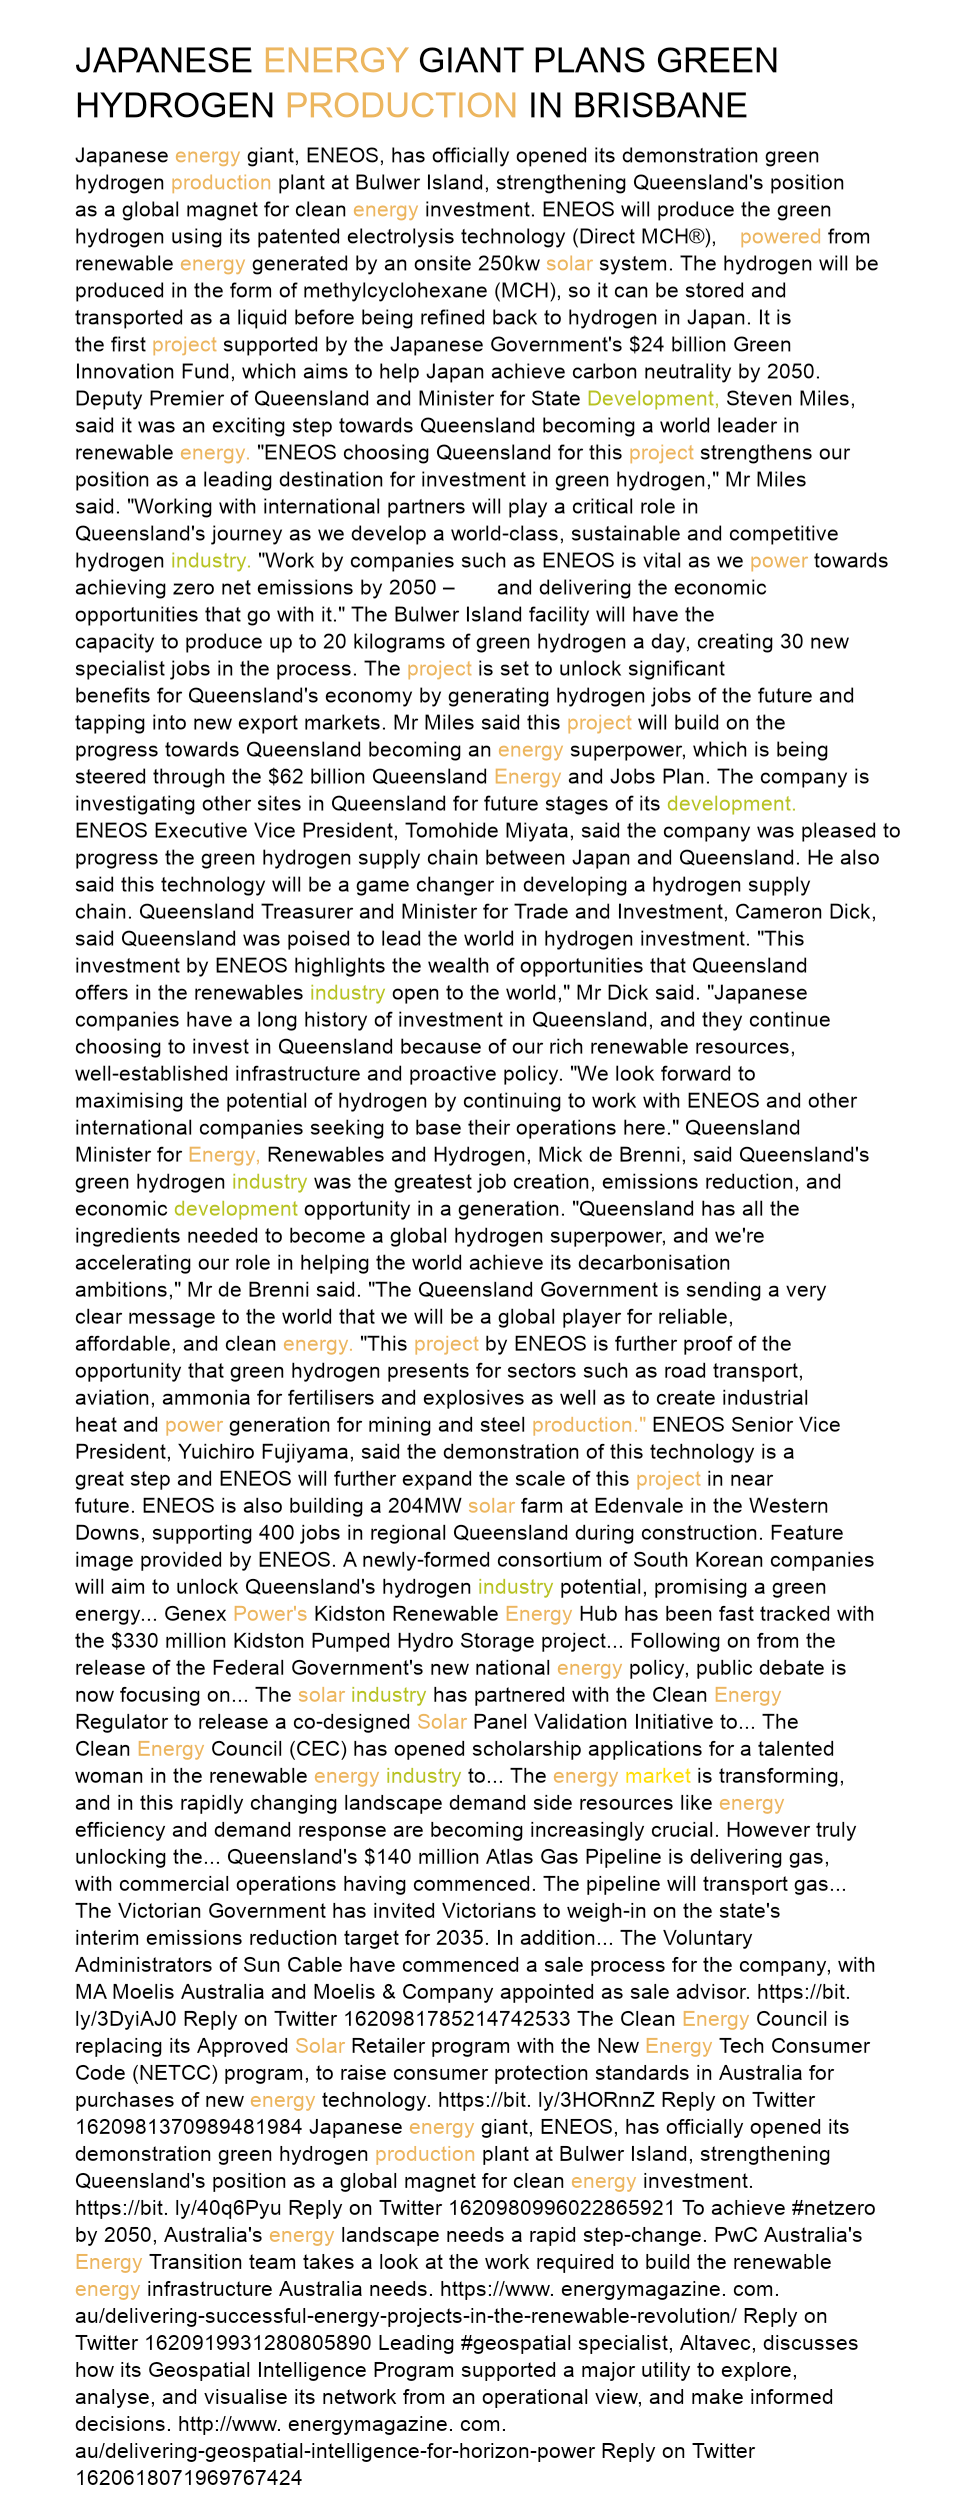 JAPANESE ENERGY GIANT PLANS GREEN
HYDROGEN PRODUCTION IN BRISBANE
Japanese energy giant, ENEOS, has officially opened its demonstration green
hydrogen production plant at Bulwer Island, strengthening Queensland's position
as a global magnet for clean energy investment. ENEOS will produce the green
hydrogen using its patented electrolysis technology (Direct MCH®), powered from
renewable energy generated by an onsite 250kw solar system. The hydrogen will be
produced in the form of methylcyclohexane (MCH), so it can be stored and
transported as a liquid before being refined back to hydrogen in Japan. It is
the first project supported by the Japanese Government's $24 billion Green
Innovation Fund, which aims to help Japan achieve carbon neutrality by 2050.
Deputy Premier of Queensland and Minister for State Development, Steven Miles,
said it was an exciting step towards Queensland becoming a world leader in
renewable energy. "ENEOS choosing Queensland for this project strengthens our
position as a leading destination for investment in green hydrogen," Mr Miles
said. "Working with international partners will play a critical role in
Queensland's journey as we develop a world-class, sustainable and competitive
hydrogen industry. "Work by companies such as ENEOS is vital as we power towards
achieving zero net emissions by 2050 – and delivering the economic
opportunities that go with it." The Bulwer Island facility will have the
capacity to produce up to 20 kilograms of green hydrogen a day, creating 30 new
specialist jobs in the process. The project is set to unlock significant
benefits for Queensland's economy by generating hydrogen jobs of the future and
tapping into new export markets. Mr Miles said this project will build on the
progress towards Queensland becoming an energy superpower, which is being
steered through the $62 billion Queensland Energy and Jobs Plan. The company is
investigating other sites in Queensland for future stages of its development.
ENEOS Executive Vice President, Tomohide Miyata, said the company was pleased to
progress the green hydrogen supply chain between Japan and Queensland. He also
said this technology will be a game changer in developing a hydrogen supply
chain. Queensland Treasurer and Minister for Trade and Investment, Cameron Dick,
said Queensland was poised to lead the world in hydrogen investment. "This
investment by ENEOS highlights the wealth of opportunities that Queensland
offers in the renewables industry open to the world," Mr Dick said. "Japanese
companies have a long history of investment in Queensland, and they continue
choosing to invest in Queensland because of our rich renewable resources,
well-established infrastructure and proactive policy. "We look forward to
maximising the potential of hydrogen by continuing to work with ENEOS and other
international companies seeking to base their operations here." Queensland
Minister for Energy, Renewables and Hydrogen, Mick de Brenni, said Queensland's
green hydrogen industry was the greatest job creation, emissions reduction, and
economic development opportunity in a generation. "Queensland has all the
ingredients needed to become a global hydrogen superpower, and we're
accelerating our role in helping the world achieve its decarbonisation
ambitions," Mr de Brenni said. "The Queensland Government is sending a very
clear message to the world that we will be a global player for reliable,
affordable, and clean energy. "This project by ENEOS is further proof of the
opportunity that green hydrogen presents for sectors such as road transport,
aviation, ammonia for fertilisers and explosives as well as to create industrial
heat and power generation for mining and steel production." ENEOS Senior Vice
President, Yuichiro Fujiyama, said the demonstration of this technology is a
great step and ENEOS will further expand the scale of this project in near
future. ENEOS is also building a 204MW solar farm at Edenvale in the Western
Downs, supporting 400 jobs in regional Queensland during construction. Feature
image provided by ENEOS. A newly-formed consortium of South Korean companies
will aim to unlock Queensland's hydrogen industry potential, promising a green
energy... Genex Power's Kidston Renewable Energy Hub has been fast tracked with
the $330 million Kidston Pumped Hydro Storage project... Following on from the
release of the Federal Government's new national energy policy, public debate is
now focusing on... The solar industry has partnered with the Clean Energy
Regulator to release a co-designed Solar Panel Validation Initiative to... The
Clean Energy Council (CEC) has opened scholarship applications for a talented
woman in the renewable energy industry to... The energy market is transforming,
and in this rapidly changing landscape demand side resources like energy
efficiency and demand response are becoming increasingly crucial. However truly
unlocking the... Queensland's $140 million Atlas Gas Pipeline is delivering gas,
with commercial operations having commenced. The pipeline will transport gas...
The Victorian Government has invited Victorians to weigh-in on the state's
interim emissions reduction target for 2035. In addition... The Voluntary
Administrators of Sun Cable have commenced a sale process for the company, with
MA Moelis Australia and Moelis & Company appointed as sale advisor. https://bit.
ly/3DyiAJ0 Reply on Twitter 1620981785214742533 The Clean Energy Council is
replacing its Approved Solar Retailer program with the New Energy Tech Consumer
Code (NETCC) program, to raise consumer protection standards in Australia for
purchases of new energy technology. https://bit. ly/3HORnnZ Reply on Twitter
1620981370989481984 Japanese energy giant, ENEOS, has officially opened its
demonstration green hydrogen production plant at Bulwer Island, strengthening
Queensland's position as a global magnet for clean energy investment.
https://bit. ly/40q6Pyu Reply on Twitter 1620980996022865921 To achieve #netzero
by 2050, Australia's energy landscape needs a rapid step-change. PwC Australia's
Energy Transition team takes a look at the work required to build the renewable
energy infrastructure Australia needs. https://www. energymagazine. com.
au/delivering-successful-energy-projects-in-the-renewable-revolution/ Reply on
Twitter 1620919931280805890 Leading #geospatial specialist, Altavec, discusses
how its Geospatial Intelligence Program supported a major utility to explore,
analyse, and visualise its network from an operational view, and make informed
decisions. http://www. energymagazine. com.
au/delivering-geospatial-intelligence-for-horizon-power Reply on Twitter
1620618071969767424